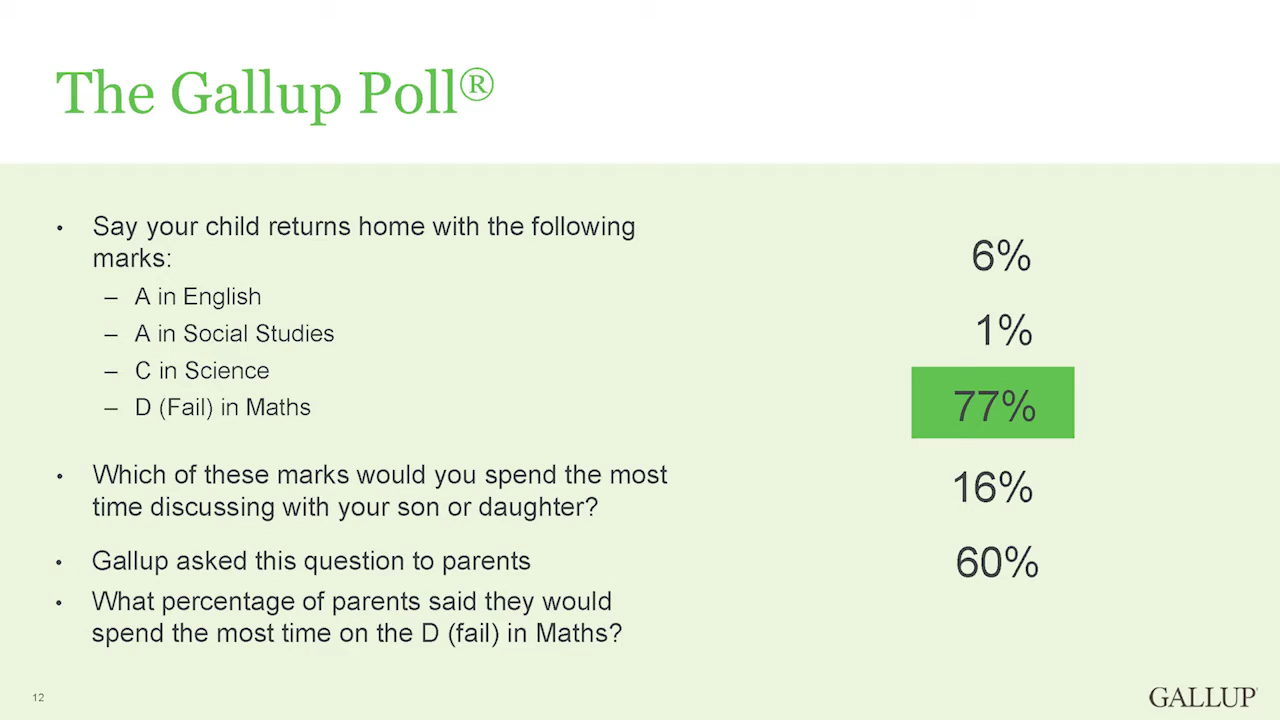 The Gallup Poll®
• Say your child returns home with the following
marks:
– A in English
– A in Social Studies
– C in Science
– D (Fail) in Maths
• Which of these marks would you spend the most
time discussing with your son or daughter?
• Gallup asked this question to parents
• What percentage of parents said they would
spend the most time on the D (fail) in Maths?
6%
1%
77%
16%
60%
12
GALLUP